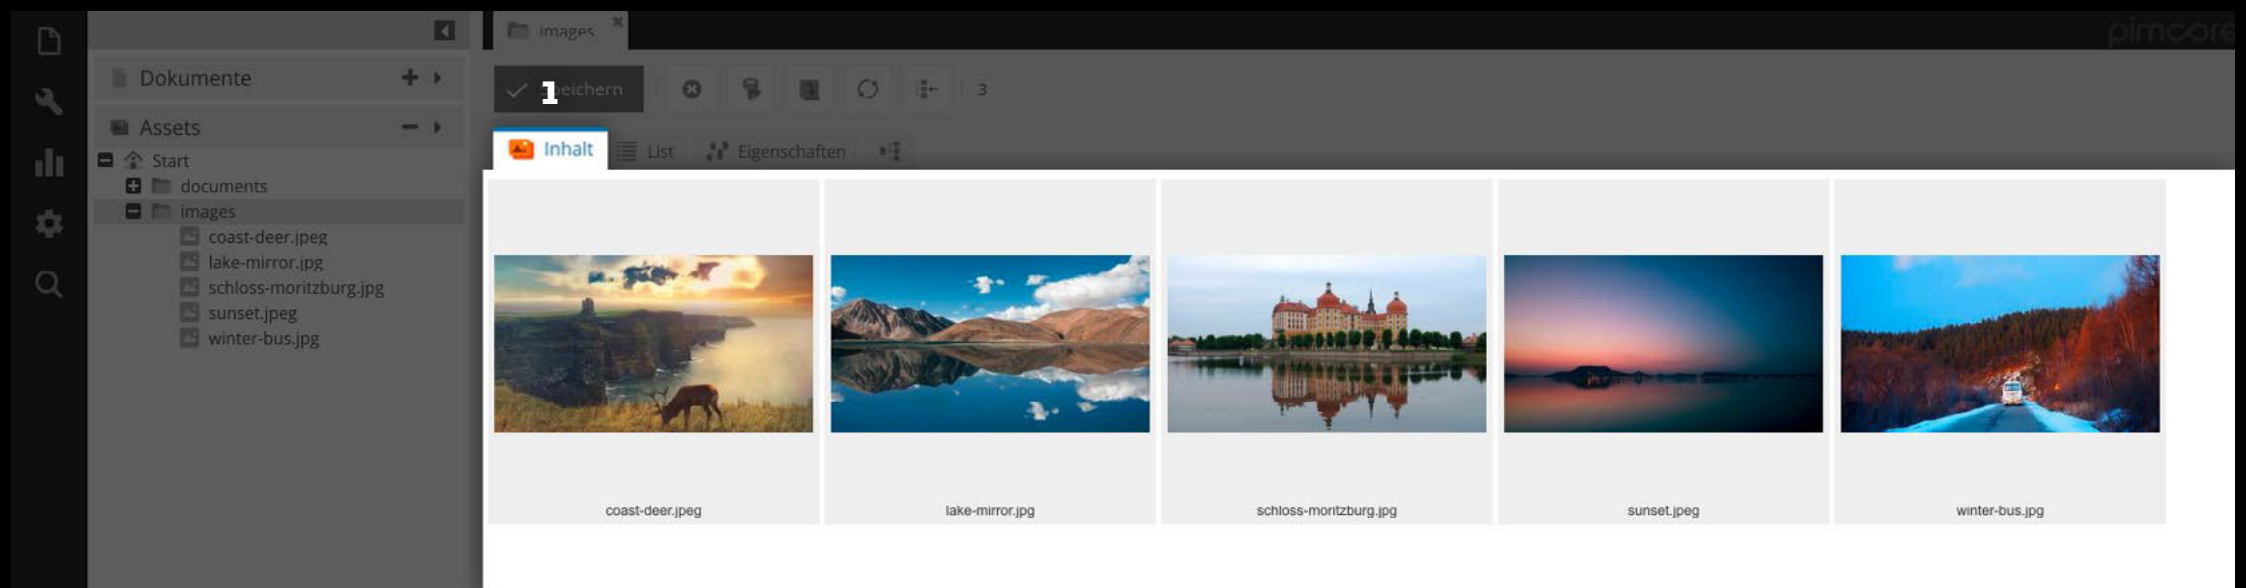 images
pimcore
Dokumente
Speichern
1
3
Assets
Inhalt
List
Eigenschaften
Start
documents
images
coast-deer.jpeg
lake-mirror.jpg
schloss-moritzburg.jpg
sunset.jpeg
winter-bus.jpg
coast-deer.jpeg
lake-mirror.jpg
schloss-moritzburg.jpg
sunset.jpeg
winter-bus.jpg